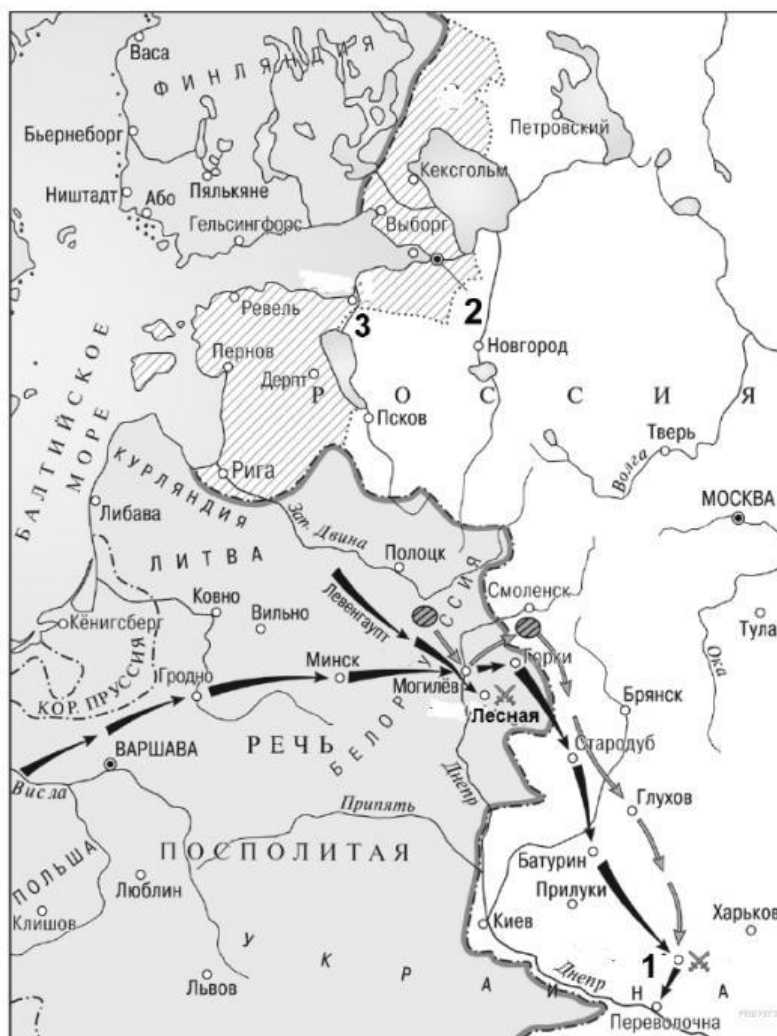 Васа
ФИНЛЯНДИЯ
Петровский
Бьернеборг
Кексгольм
Пялькяне
Ништадт
Або
Выборг
Гельсингфорс
2
Ревель
3
Новгород
Пернов
Дерпт
РОССИЯ
Псков
БАЛТИЙСКОЕ
МОРЕ
Тверь
Рига
Волга
КУРЛЯНДИЯ
МОСКВА
Либава
Зап. Двина
Полоцк
ЛИТВА
Смоленск
Левенгаупт
Ковно
Вильно
Тула
Кёнигсберг
Ока
Горки
Минск
КОР. ПРУССИЯ
Гродно
Могилёв
Брянск
Лесная
БЕЛОРУССИЯ
РЕЧЬ
Стародуб
ВАРШАВА
Днепр
Висла
Глухов
Припять
ПОСПОЛИТАЯ
Батурин
ПОЛЬША
Люблин
Прилуки
Клишов
Киев
Харьков
УКРАИНА
1
Днепр
Львов
Переволочна